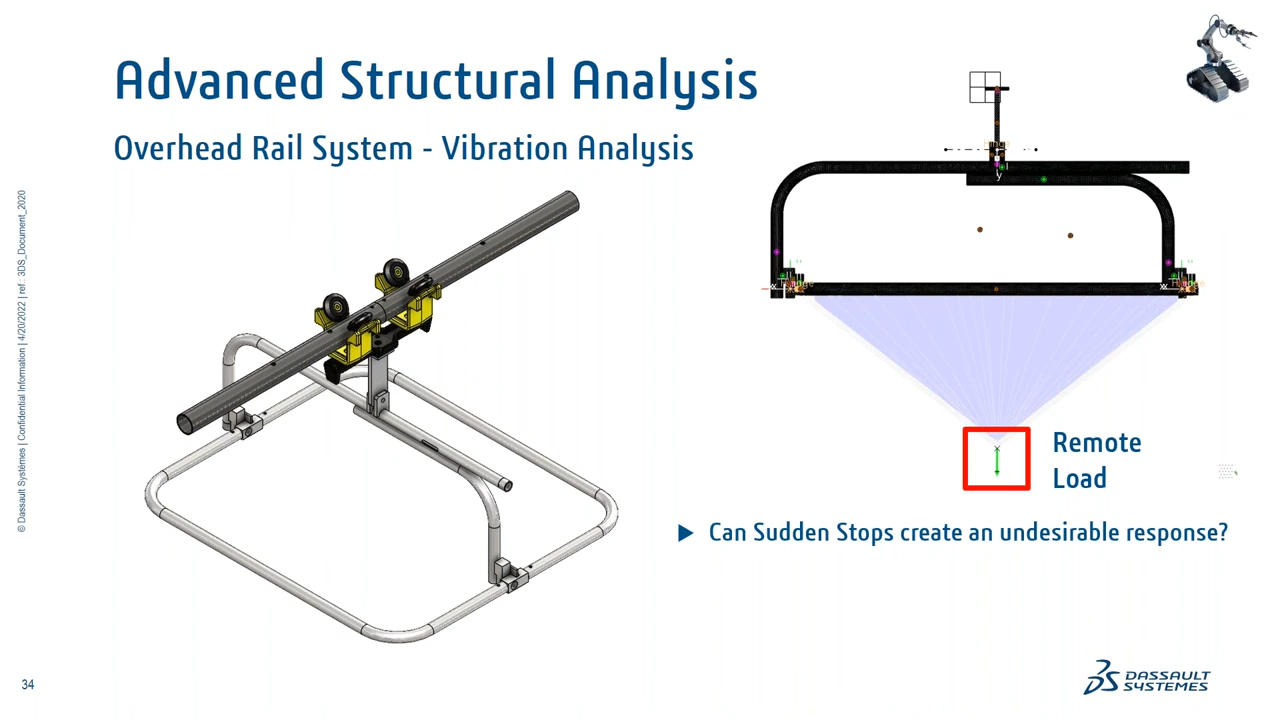 Advanced Structural Analysis
Overhead Rail System - Vibration Analysis
© Dassault Systèmes | Confidential Information | 4/20/2022 | ref.: 3DS_Document_2020
y
x
Remote
Load
▶ Can Sudden Stops create an undesirable response?
34
DASSAULT
SYSTEMES